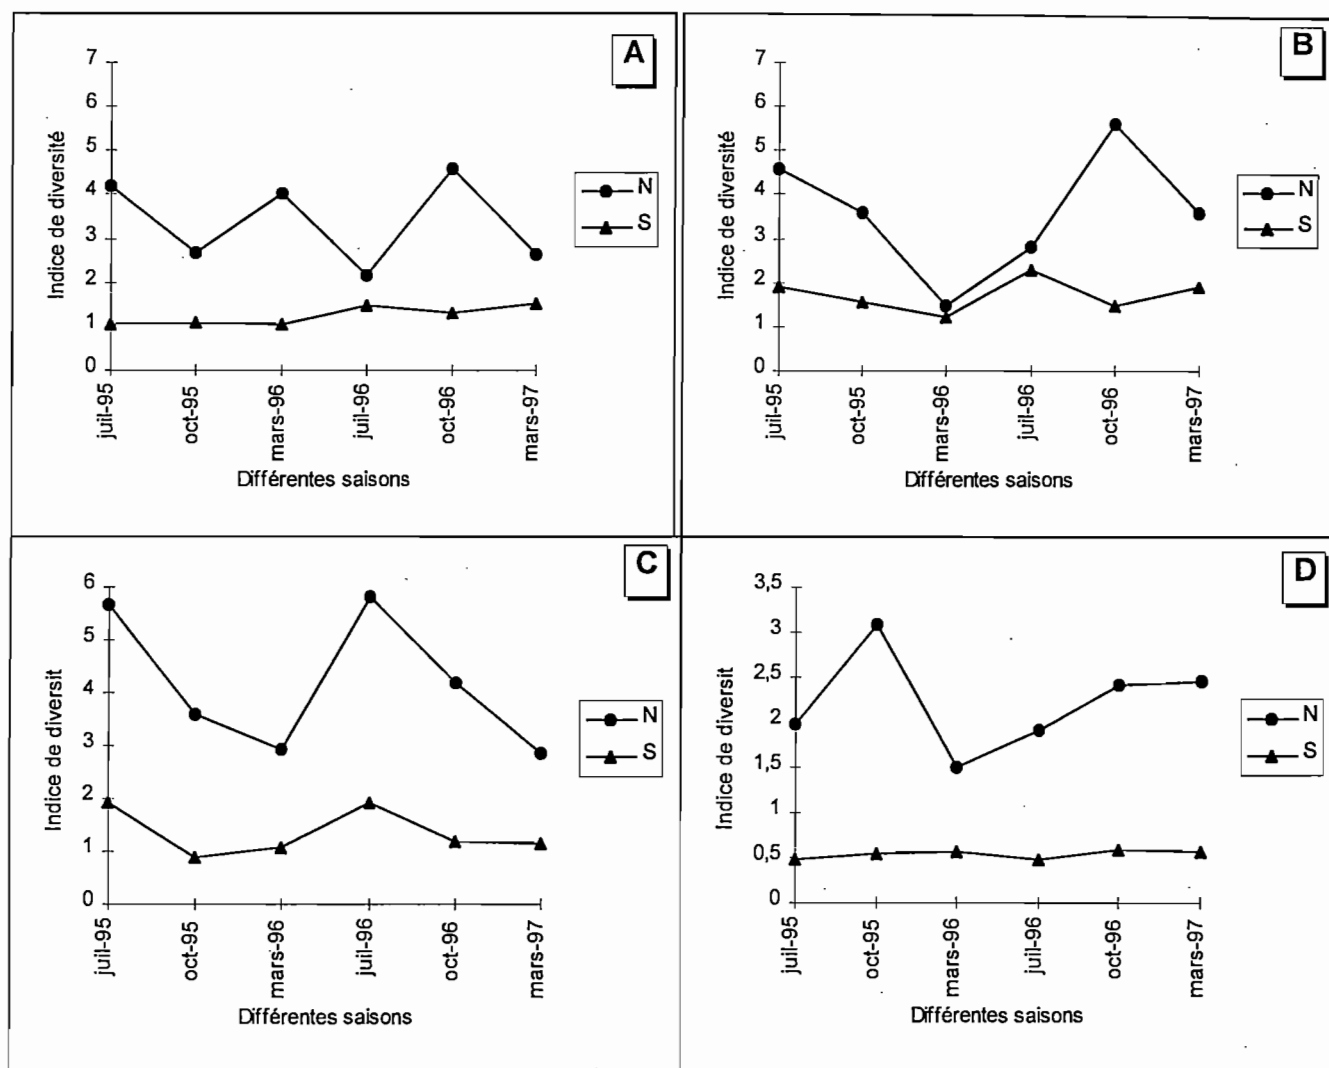 A
7
6
5
4
3
2
1
0
Indice de diversité
juil-95
oct-95
mars-96
juil-96
oct-96
mars-97
Différentes saisons
N
S
B
7
6
5
4
3
2
1
0
Indice de diversité
juil-95
oct-95
mars-96
juil-96
oct-96
mars-97
Différentes saisons
N
S
C
6
5
4
3
2
1
0
Indice de diversit
juil-95
oct-95
mars-96
juil-96
oct-96
mars-97
Différentes saisons
N
S
D
3,5
3
2,5
2
1,5
1
0,5
0
Indice de diversit
juil-95
oct-95
mars-96
juil-96
oct-96
mars-97
Différentes saisons
N
S